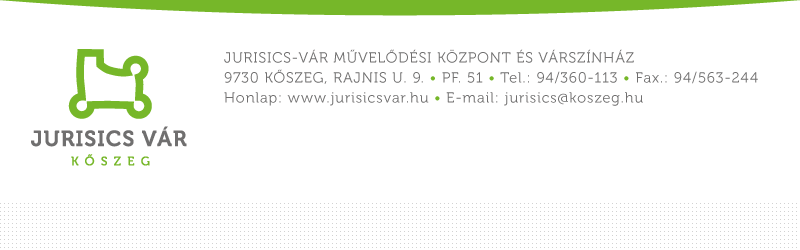 JURISICS-VÁR MŰVELŐDÉSI KÖZPONT ÉS VÁRSZÍNHÁZ
9730 KŐSZEG, RAJNIS U. 9. • PF. 51 • Tel.: 94/360-113 • Fax.: 94/563-244
Honlap: www.jurisicsvar.hu • E-mail: jurisics@koszeg.hu
JURISICS VÁR
KŐSZEG